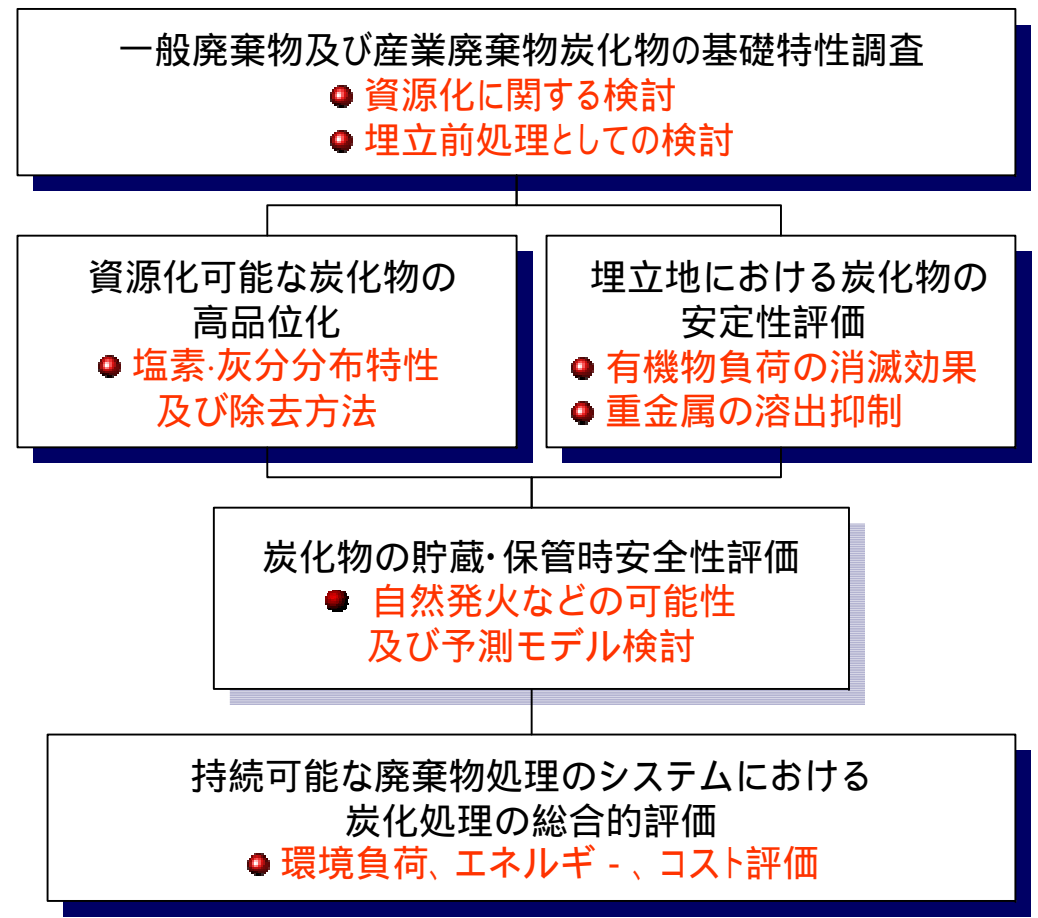 一般廃棄物及び産業廃棄物炭化物の基礎特性調査
資源化に関する検討
埋立前処理としての検討
資源化可能な炭化物の
高品位化
塩素·灰分分布特性
及び除去方法
埋立地における炭化物の
安定性評価
有機物負荷の消滅効果
重金属の溶出抑制
炭化物の貯蔵･保管時安全性評価
自然発火などの可能性
及び予測モデル検討
持続可能な廃棄物処理のシステムにおける
炭化処理の総合的評価
環境負荷、エネルギ‐、コスト評価